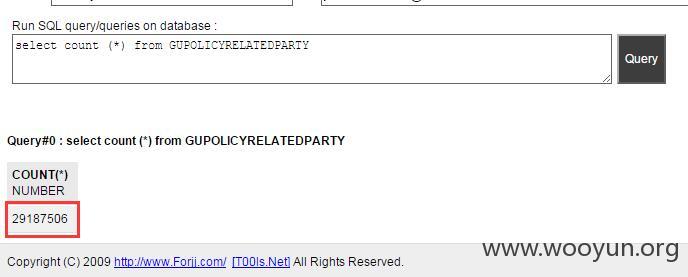 Run SQL query/queries on database :
select count (*) from GUPOLICYRELATEDPARTY
Query
Query#0 : select count (*) from GUPOLICYRELATEDPARTY
COUNT(*)
NUMBER
29187506
www.wooyun.org
Copyright (C) 2009 http://www.Forjj.com/ [T00ls.Net] All Rights Reserved.